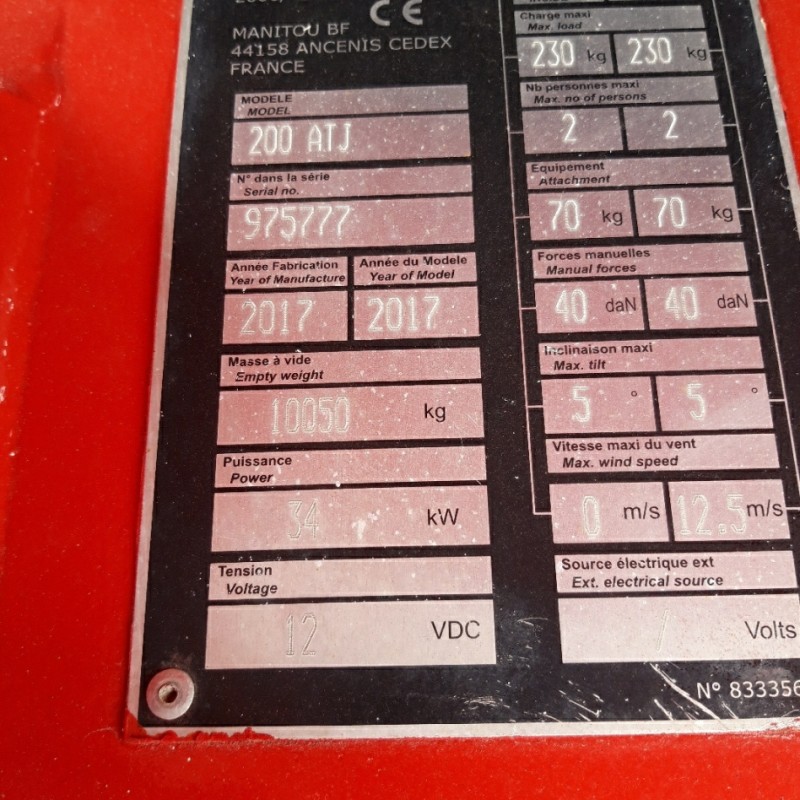 CE
MANITOU BF
44158 ANCENIS CEDEX
FRANCE
MODELE
MODEL
200 ATJ
N° dans la série
Serial no.
975777
Année Fabrication
Year of Manufacture
2017
Année du Modele
Year of Model
2017
Masse à vide
Empty weight
10050 kg
Puissance
Power
34 kW
Tension
Voltage
12 VDC
Charge maxi
Max. load
230 kg 230 kg
Nb personnes maxi
Max. no of persons
2 2
Equipement
Attachment
70 kg 70 kg
Forces manuelles
Manual forces
40 daN 40 daN
Inclinaison maxi
Max. tilt
5 ° 5 °
Vitesse maxi du vent
Max. wind speed
0 m/s 12.5 m/s
Source électrique ext
Ext. electrical source
/ Volts
N° 833356